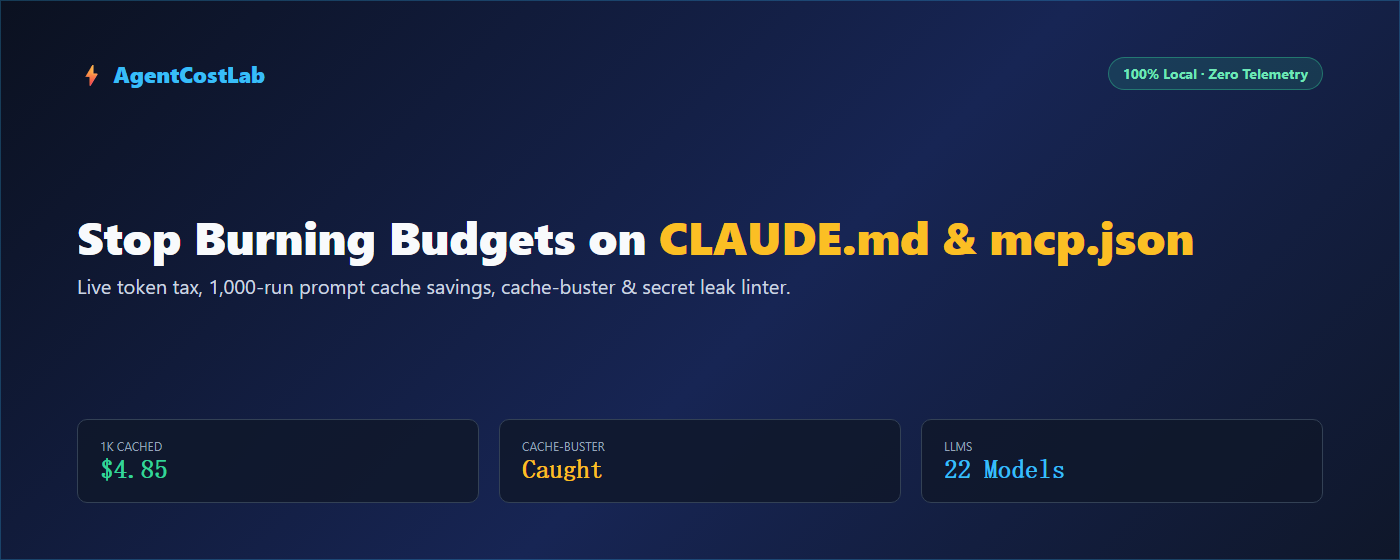 AgentCostLab
100% Local · Zero Telemetry
Stop Burning Budgets on CLAUDE.md & mcp.json
Live token tax, 1,000-run prompt cache savings, cache-buster & secret leak linter.
1K CACHED
$4.85
CACHE-BUSTER
Caught
LLMS
22 Models